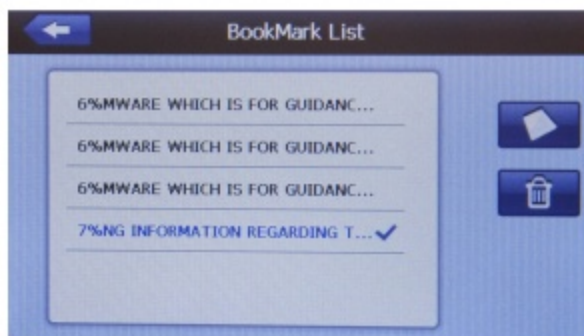 BookMark List
6%MWARE WHICH IS FOR GUIDANC...
6%MWARE WHICH IS FOR GUIDANC...
6%MWARE WHICH IS FOR GUIDANC...
7%NG INFORMATION REGARDING T...